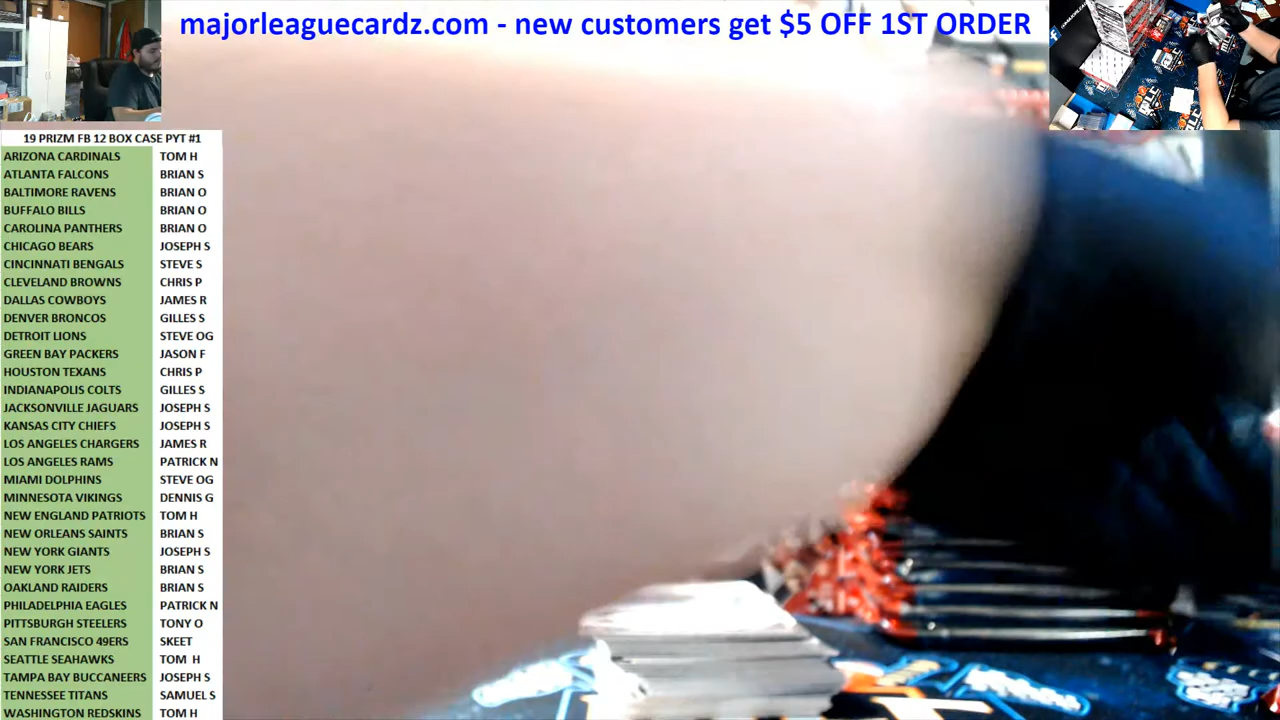 majorleaguecardz.com - new customers get $5 OFF 1ST ORDER
19 PRIZM FB 12 BOX CASE PYT #1
ARIZONA CARDINALS TOM H
ATLANTA FALCONS BRIAN S
BALTIMORE RAVENS BRIAN O
BUFFALO BILLS BRIAN O
CAROLINA PANTHERS BRIAN O
CHICAGO BEARS JOSEPH S
CINCINNATI BENGALS STEVE S
CLEVELAND BROWNS CHRIS P
DALLAS COWBOYS JAMES R
DENVER BRONCOS GILLES S
DETROIT LIONS STEVE OG
GREEN BAY PACKERS JASON F
HOUSTON TEXANS CHRIS P
INDIANAPOLIS COLTS GILLES S
JACKSONVILLE JAGUARS JOSEPH S
KANSAS CITY CHIEFS JOSEPH S
LOS ANGELES CHARGERS JAMES R
LOS ANGELES RAMS PATRICK N
MIAMI DOLPHINS STEVE OG
MINNESOTA VIKINGS DENNIS G
NEW ENGLAND PATRIOTS TOM H
NEW ORLEANS SAINTS BRIAN S
NEW YORK GIANTS JOSEPH S
NEW YORK JETS BRIAN S
OAKLAND RAIDERS BRIAN S
PHILADELPHIA EAGLES PATRICK N
PITTSBURGH STEELERS TONY O
SAN FRANCISCO 49ERS SKEET
SEATTLE SEAHAWKS TOM H
TAMPA BAY BUCCANEERS JOSEPH S
TENNESSEE TITANS SAMUEL S
WASHINGTON REDSKINS TOM H